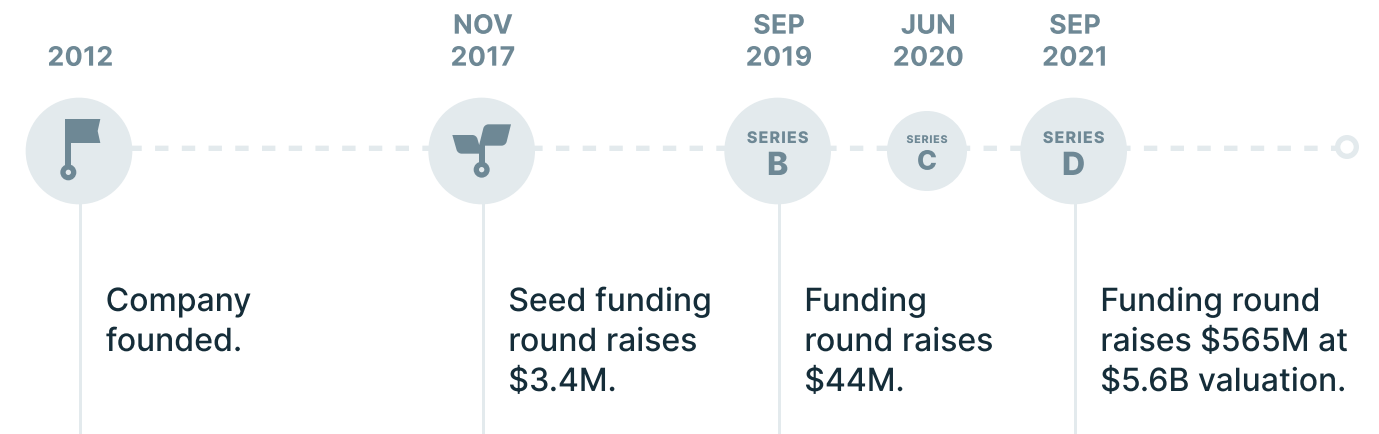 2012
NOV
2017
SEP
2019
JUN
2020
SEP
2021
SERIES
B
SERIES
C
SERIES
D
Company
founded.
Seed funding
round raises
$3.4M.
Funding
round raises
$44M.
Funding round
raises $565M at
$5.6B valuation.